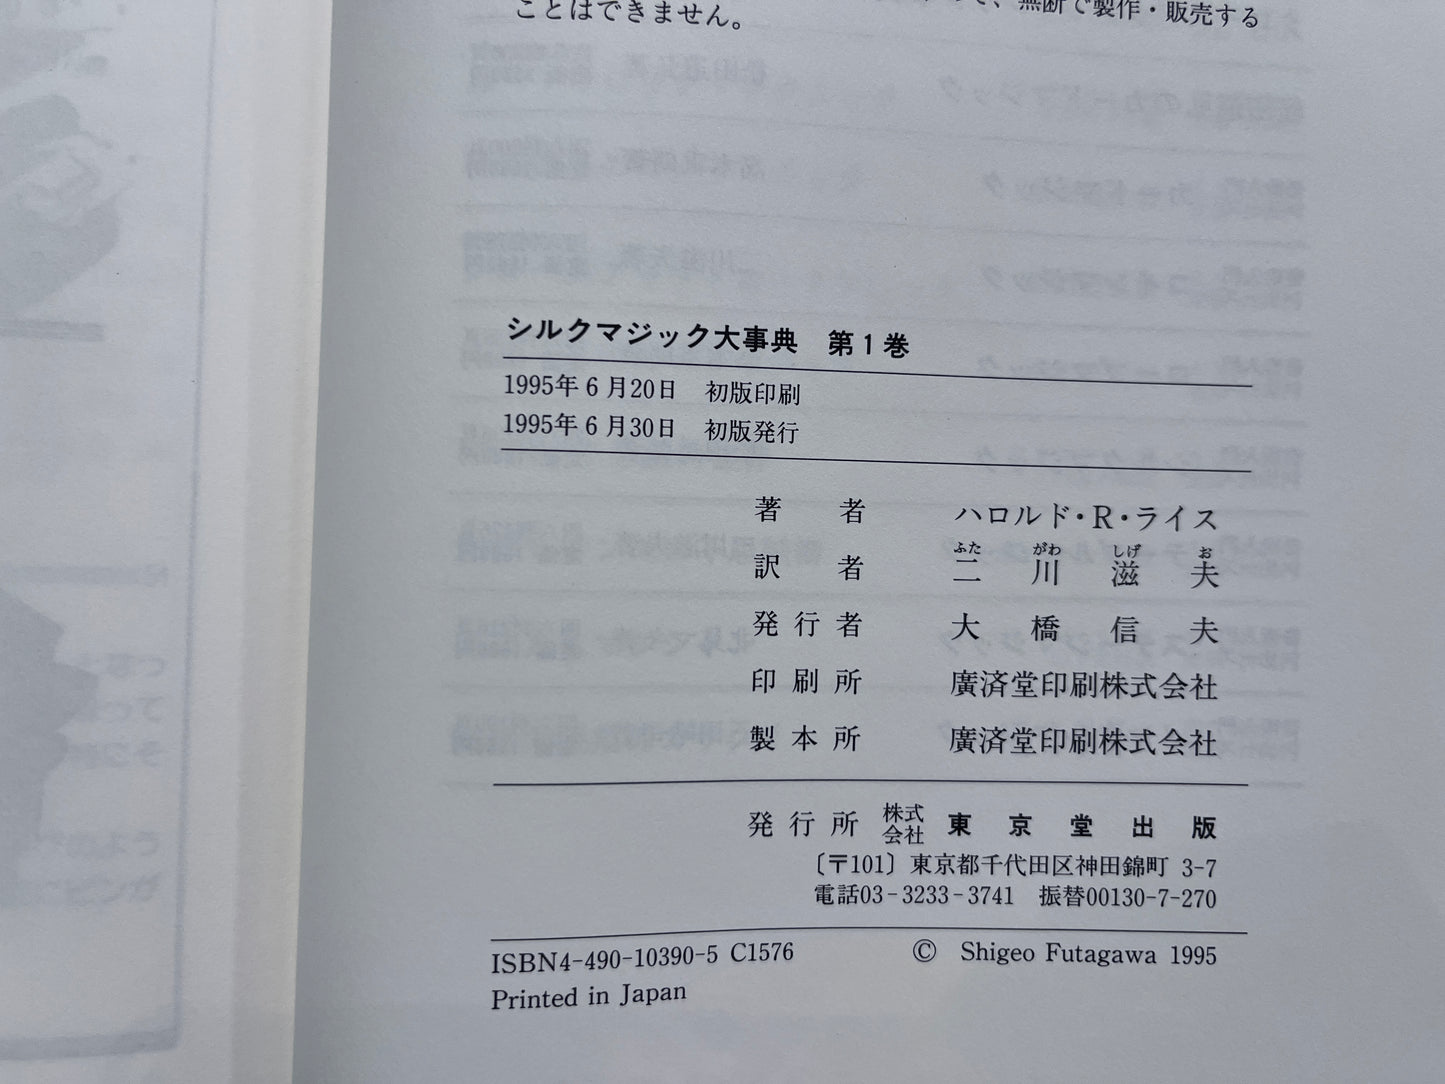 、無断で製作・販売する
ことはできません。
シルクマジック大事典　第1巻
1995年6月20日　初版印刷
1995年6月30日　初版発行
著者　ハロルド・R・ライス
ふた がわ しげ お
訳者　二川滋夫
発行者　大橋信夫
印刷所　廣済堂印刷株式会社
製本所　廣済堂印刷株式会社
発行所　株式会社 東京堂出版
〔〒101〕東京都千代田区神田錦町 3-7
電話03-3233-3741　振替00130-7-270
ISBN4-490-10390-5 C1576　© Shigeo Futagawa 1995
Printed in Japan